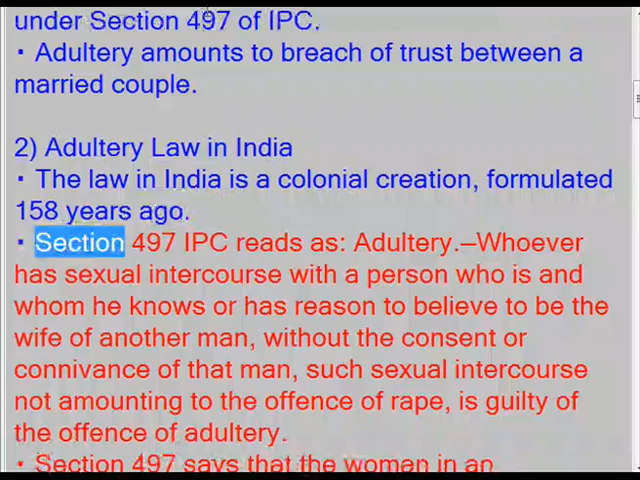 under Section 497 of IPC.
· Adultery amounts to breach of trust between a
married couple.
2) Adultery Law in India
· The law in India is a colonial creation, formulated
158 years ago.
· Section 497 IPC reads as: Adultery.—Whoever
has sexual intercourse with a person who is and
whom he knows or has reason to believe to be the
wife of another man, without the consent or
connivance of that man, such sexual intercourse
not amounting to the offence of rape, is guilty of
the offence of adultery.
· Section 497 says that the woman in an